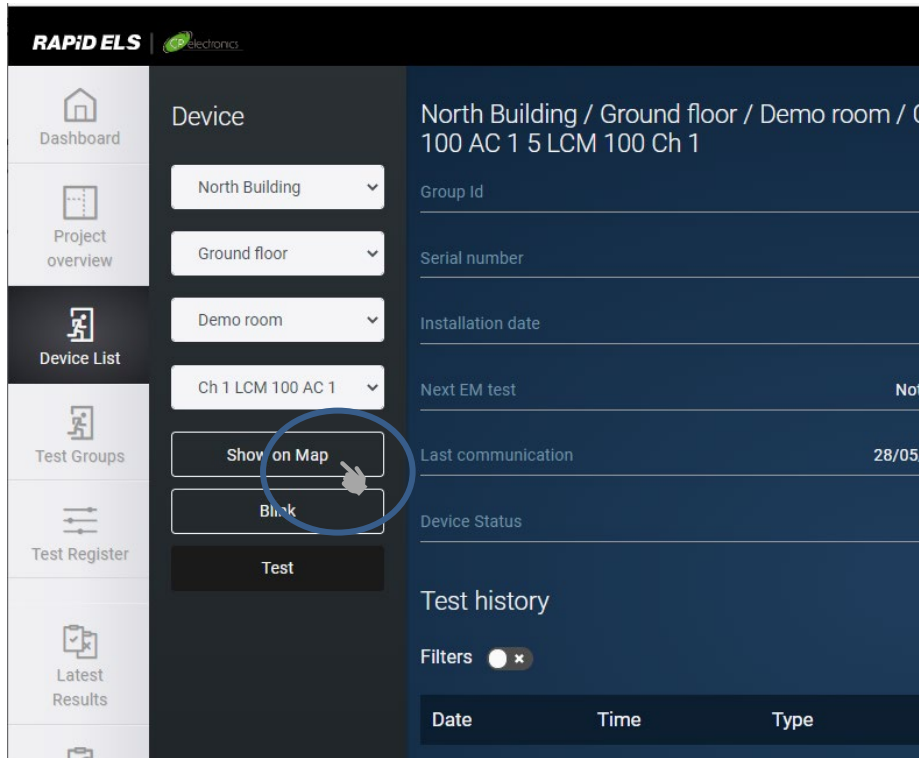 RAPiD ELS
CP electronics
Dashboard
Project
overview
Device List
Test Groups
Test Register
Latest
Results
Device
North Building
Ground floor
Demo room
Ch 1 LCM 100 AC 1
Show on Map
Blink
Test
North Building / Ground floor / Demo room /
100 AC 1 5 LCM 100 Ch 1
Group Id
Serial number
Installation date
Next EM test
Last communication 28/05
Device Status
Test history
Filters
Date Time Type